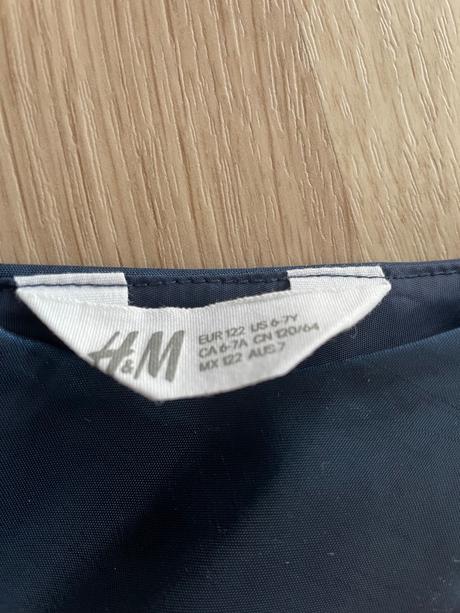 H&M
EUR 122 US 6-7Y
CA 6-7A CN 120/64
MX 122 AUS 7